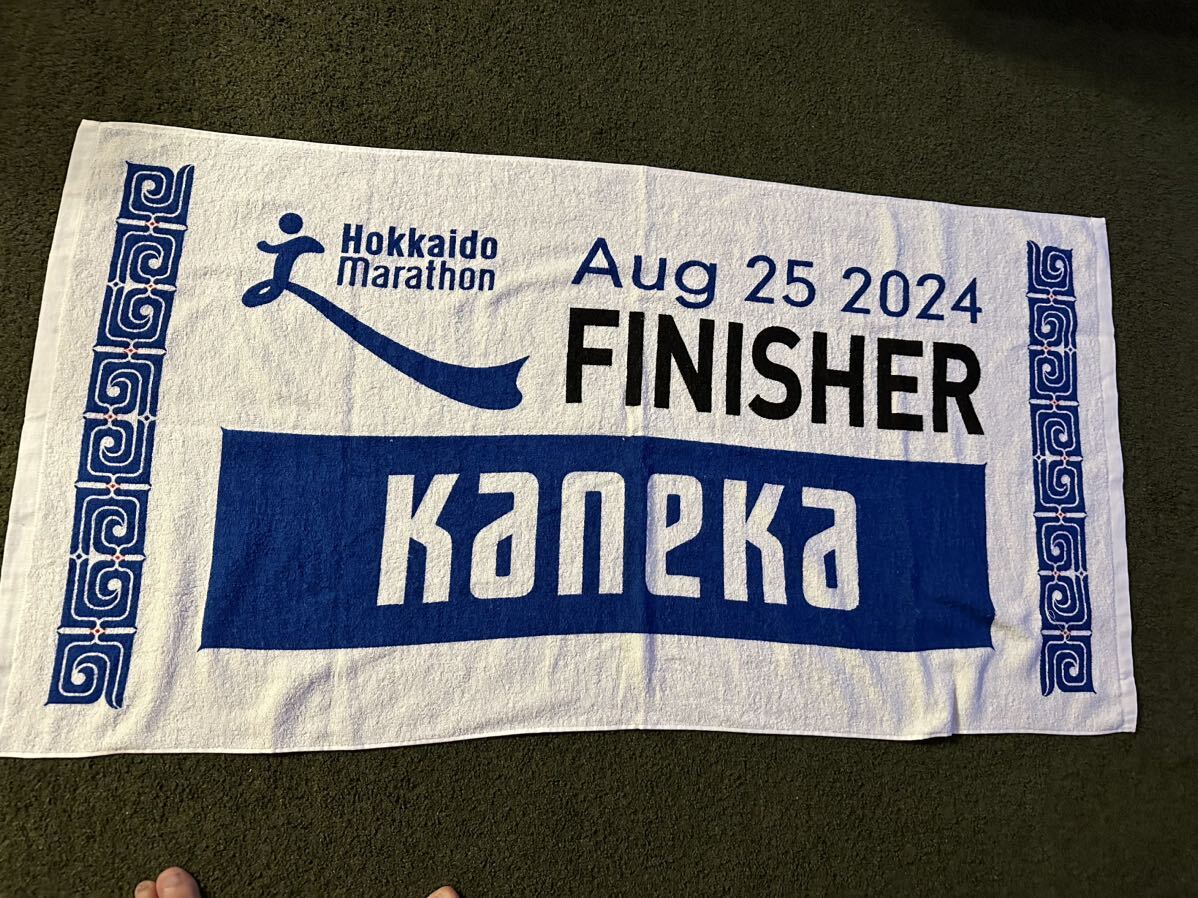 Hokkaido
Marathon
Aug 25 2024
FINISHER
Kaneka